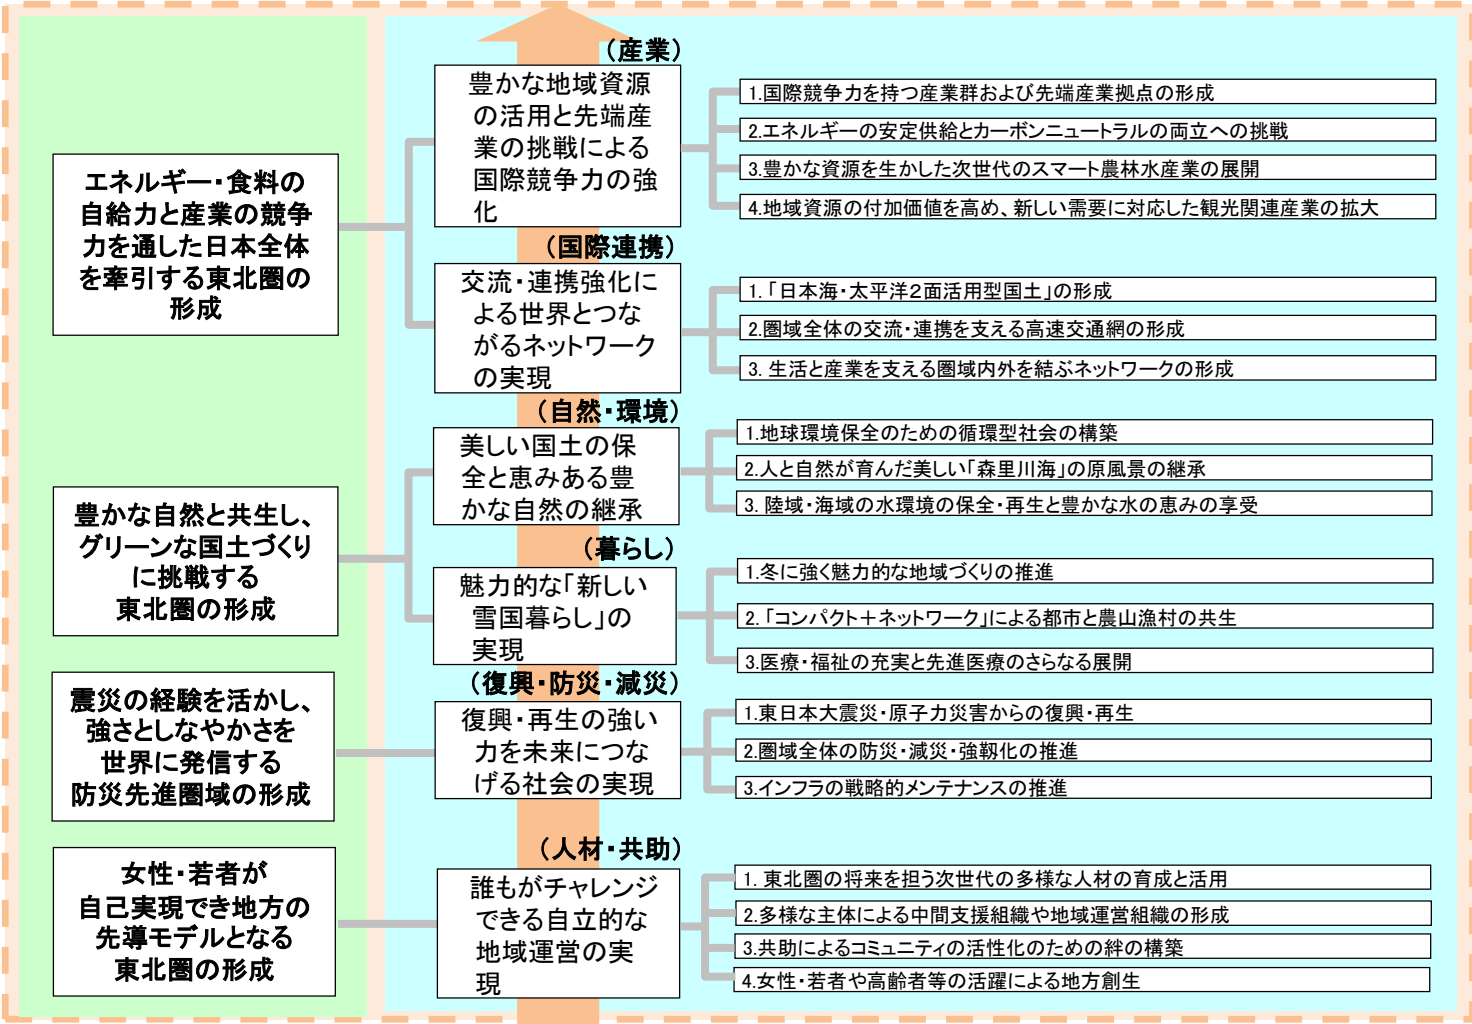 エネルギー・食料の
自給力と産業の競争
力を通した日本全体
を牽引する東北圏の
形成
（産業）
豊かな地域資源
の活用と先端産
業の挑戦による
国際競争力の強
化
1.国際競争力を持つ産業群および先端産業拠点の形成
2.エネルギーの安定供給とカーボンニュートラルの両立への挑戦
3.豊かな資源を生かした次世代のスマート農林水産業の展開
4.地域資源の付加価値を高め、新しい需要に対応した観光関連産業の拡大
（国際連携）
交流・連携強化に
よる世界とつな
がるネットワーク
の実現
1.「日本海・太平洋２面活用型国土」の形成
2.圏域全体の交流・連携を支える高速交通網の形成
3. 生活と産業を支える圏域内外を結ぶネットワークの形成
豊かな自然と共生し、
グリーンな国土づくり
に挑戦する
東北圏の形成
（自然・環境）
美しい国土の保
全と恵みある豊
かな自然の継承
1.地球環境保全のための循環型社会の構築
2.人と自然が育んだ美しい「森里川海」の原風景の継承
3. 陸域・海域の水環境の保全・再生と豊かな水の恵みの享受
（暮らし）
魅力的な「新しい
雪国暮らし」の
実現
1.冬に強く魅力的な地域づくりの推進
2.「コンパクト＋ネットワーク」による都市と農山漁村の共生
3.医療・福祉の充実と先進医療のさらなる展開
震災の経験を活かし、
強さとしなやかさを
世界に発信する
防災先進圏域の形成
（復興・防災・減災）
復興・再生の強い
力を未来につな
げる社会の実現
1.東日本大震災・原子力災害からの復興・再生
2.圏域全体の防災・減災・強靱化の推進
3.インフラの戦略的メンテナンスの推進
女性・若者が
自己実現でき地方の
先導モデルとなる
東北圏の形成
（人材・共助）
誰もがチャレンジ
できる自立的な
地域運営の実
現
1. 東北圏の将来を担う次世代の多様な人材の育成と活用
2.多様な主体による中間支援組織や地域運営組織の形成
3.共助によるコミュニティの活性化のための絆の構築
4.女性・若者や高齢者等の活躍による地方創生